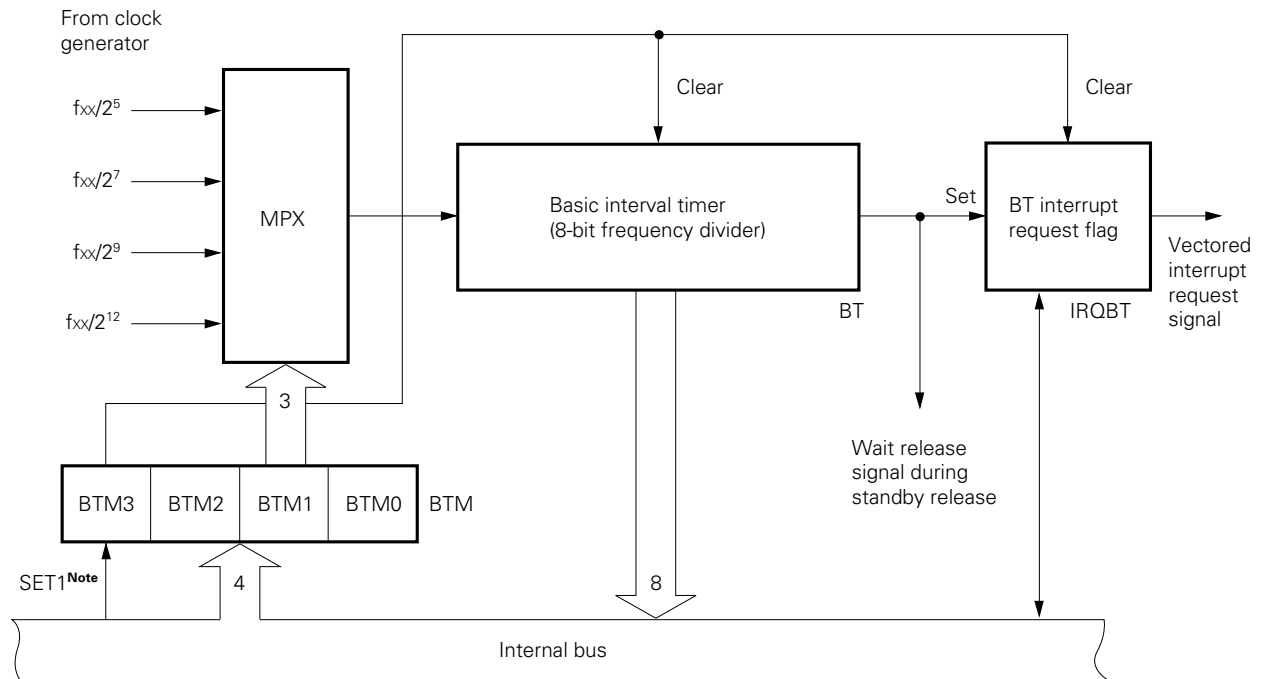 From clock
generator
fxx/2⁵
fxx/2⁷
fxx/2⁹
fxx/2¹²
MPX
Clear
Clear
Basic interval timer
(8-bit frequency divider)
BT
Set
BT interrupt
request flag
IRQBT
Vectored
interrupt
request
signal
3
Wait release
signal during
standby release
BTM3
BTM2
BTM1
BTM0
BTM
SET1Note
4
8
Internal bus